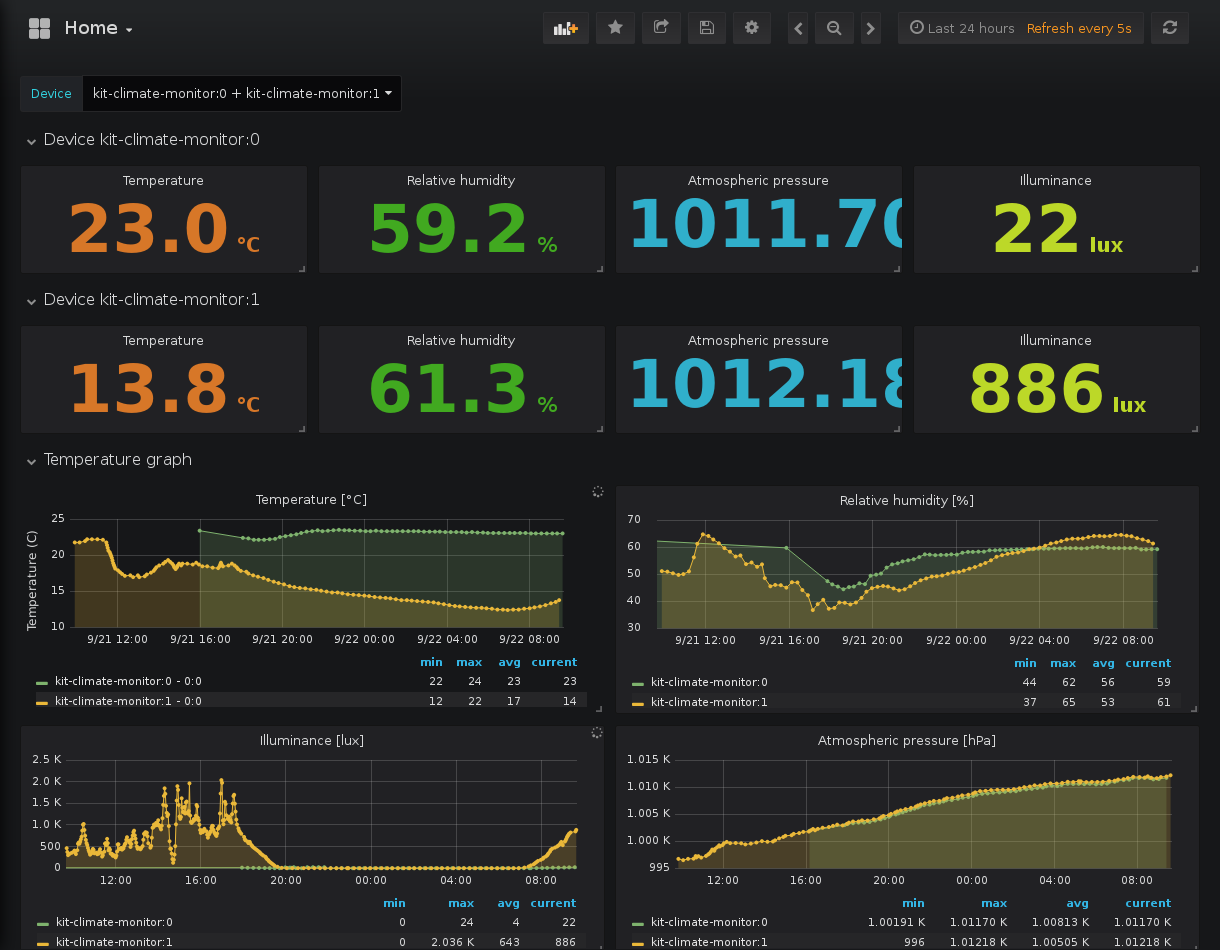 Home
Last 24 hours Refresh every 5s
Device kit-climate-monitor:0 + kit-climate-monitor:1
Device kit-climate-monitor:0
Temperature Relative humidity Atmospheric pressure Illuminance
23.0 °C 59.2 % 1011.70 22 lux
Device kit-climate-monitor:1
Temperature Relative humidity Atmospheric pressure Illuminance
13.8 °C 61.3 % 1012.18 886 lux
Temperature graph
Temperature [°C]
Temperature (C)
25
20
15
10
9/21 12:00 9/21 16:00 9/21 20:00 9/22 00:00 9/22 04:00 9/22 08:00
min max avg current
kit-climate-monitor:0 - 0:0 22 24 23 23
kit-climate-monitor:1 - 0:0 12 22 17 14
Relative humidity [%]
70
60
50
40
30
9/21 12:00 9/21 16:00 9/21 20:00 9/22 00:00 9/22 04:00 9/22 08:00
min max avg current
kit-climate-monitor:0 44 62 56 59
kit-climate-monitor:1 37 65 53 61
Illuminance [lux]
2.5 K
2.0 K
1.5 K
1.0 K
500
0
12:00 16:00 20:00 00:00 04:00 08:00
min max avg current
kit-climate-monitor:0 0 24 4 22
kit-climate-monitor:1 0 2.036 K 643 886
Atmospheric pressure [hPa]
1.015 K
1.010 K
1.005 K
1.000 K
995
12:00 16:00 20:00 00:00 04:00 08:00
min max avg current
kit-climate-monitor:0 1.00191 K 1.01170 K 1.00813 K 1.01170 K
kit-climate-monitor:1 996 1.01218 K 1.00505 K 1.01218 K